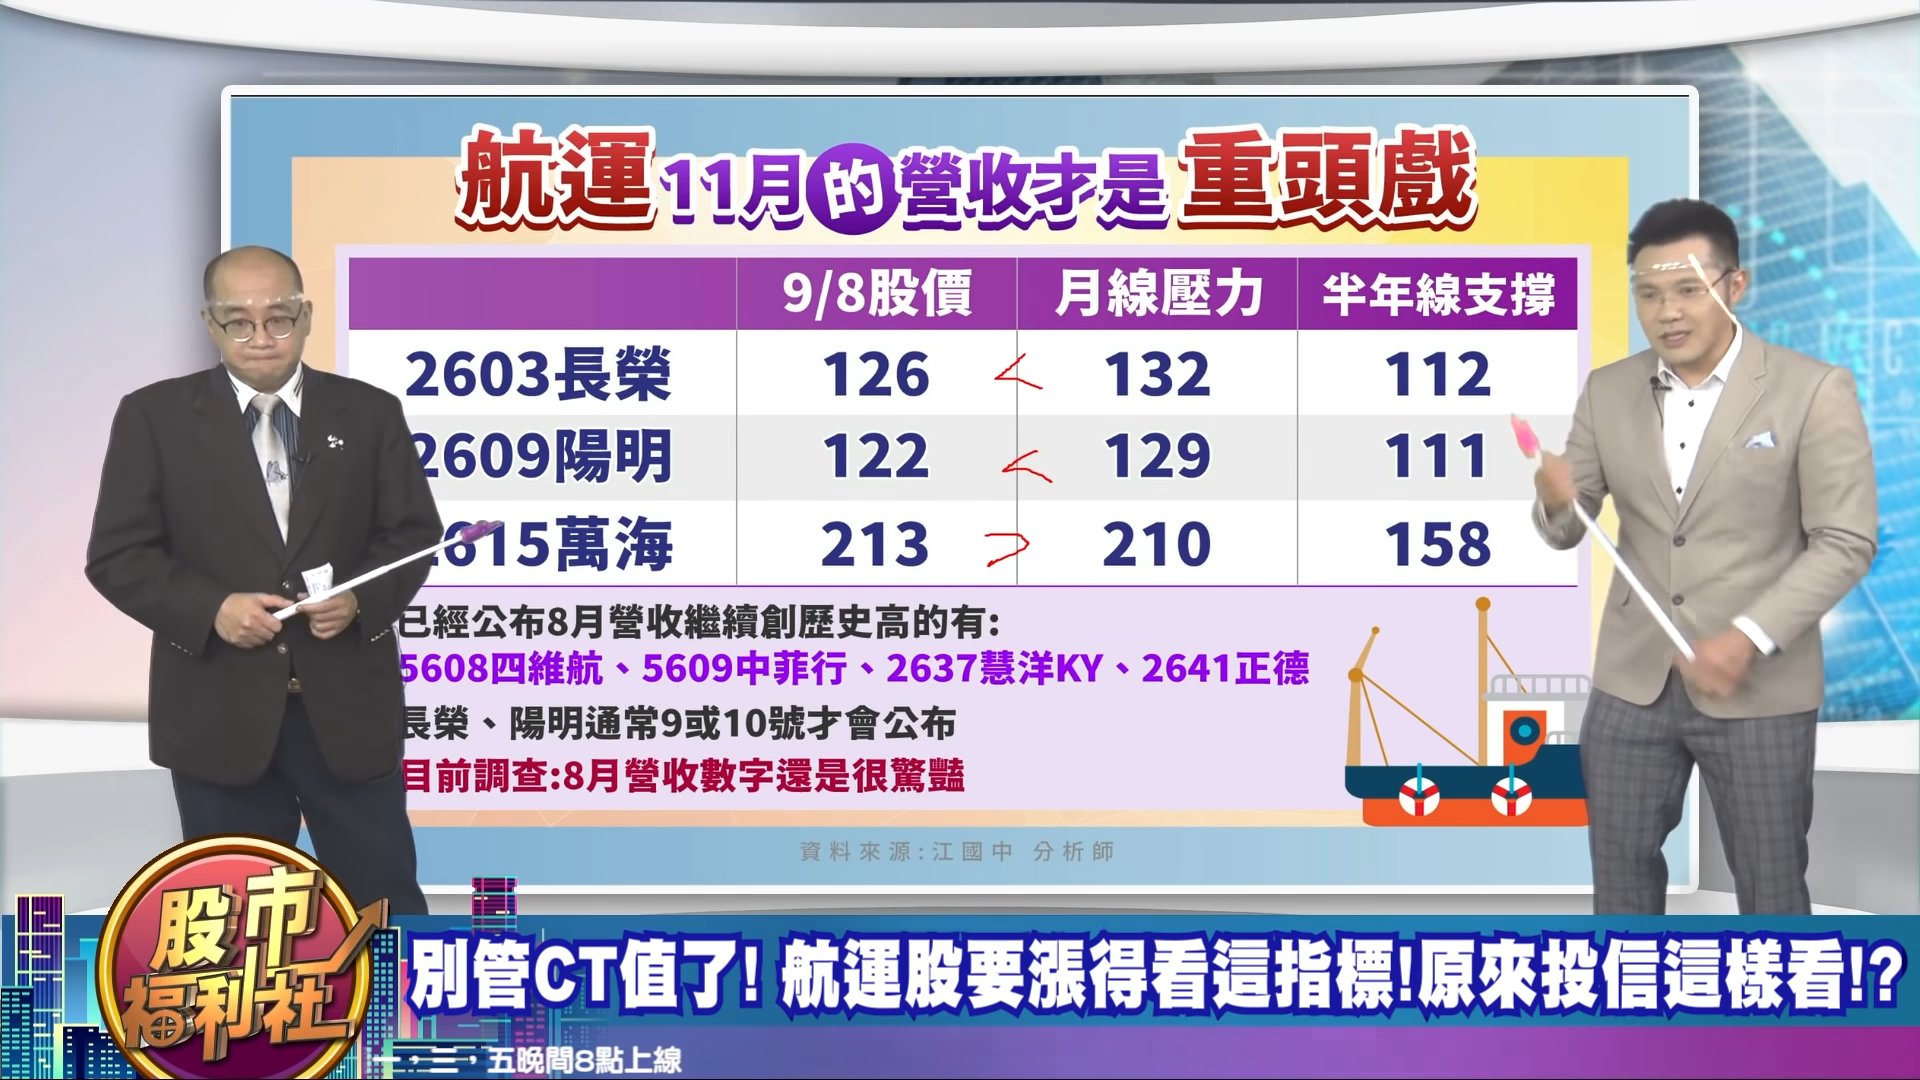 航運11月的營收才是重頭戲
9/8股價 月線壓力 半年線支撐
2603長榮 126 < 132 112
2609陽明 122 < 129 111
2615萬海 213 > 210 158
已經公布8月營收繼續創歷史高的有:
5608四維航、5609中菲行、2637慧洋KY、2641正德
長榮、陽明通常9或10號才會公布
目前調查:8月營收數字還是很驚豔
資料來源:江國中 分析師
股市
福利社
別管CT值了! 航運股要漲得看這指標!原來投信這樣看!?
一,三,五晚間8點上線